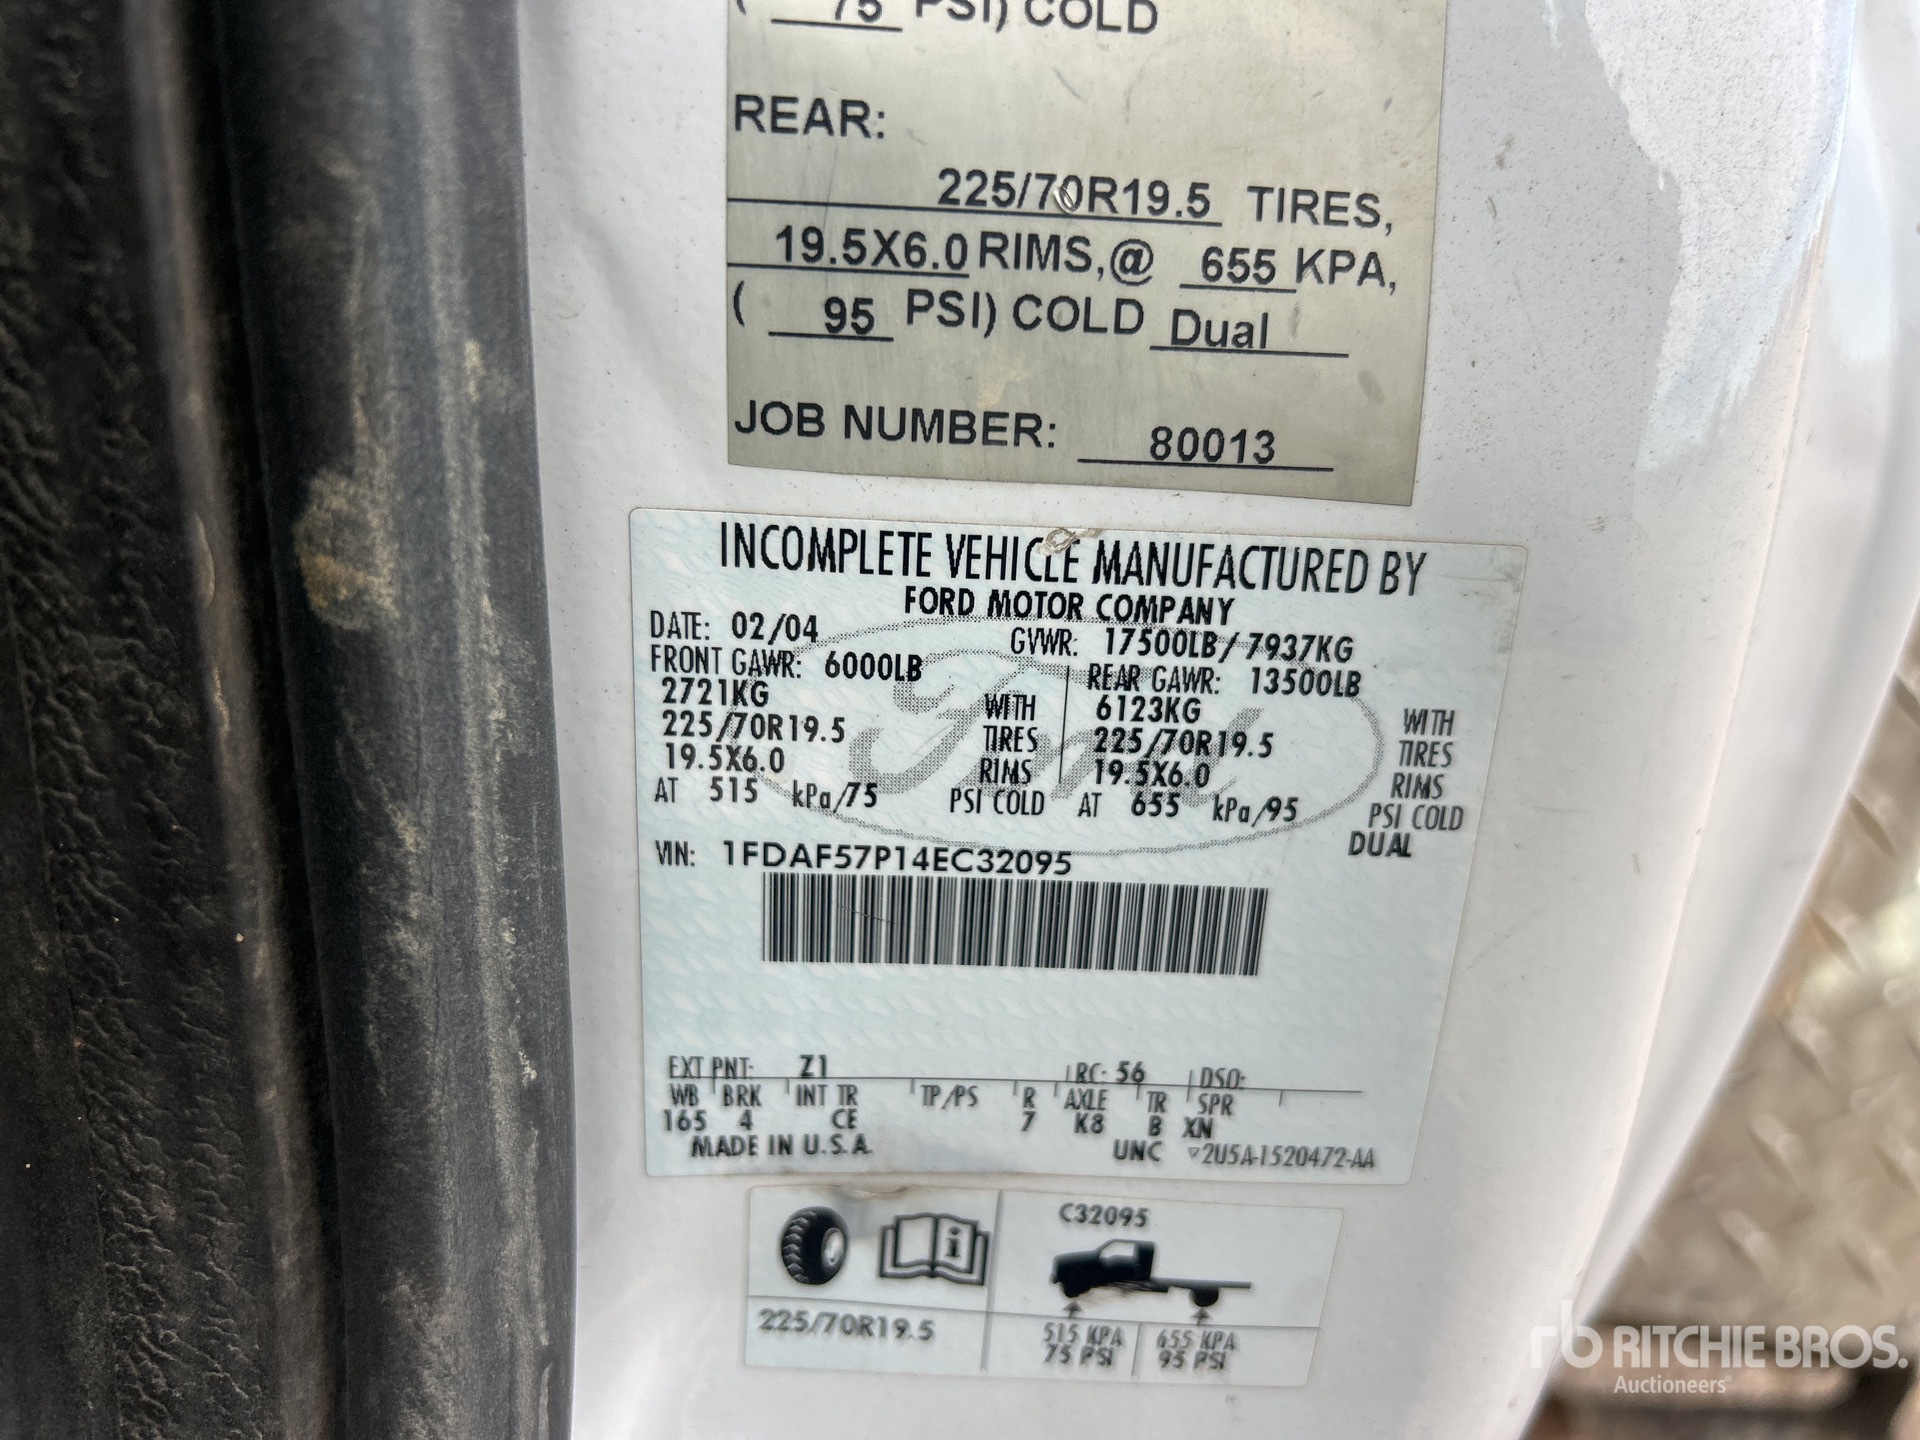 ( 75 PSI) COLD
REAR:
225/70R19.5 TIRES,
19.5X6.0 RIMS,@ 655 KPA,
( 95 PSI) COLD Dual
JOB NUMBER: 80013
INCOMPLETE VEHICLE MANUFACTURED BY
FORD MOTOR COMPANY
DATE: 02/04 GVWR: 17500LB/ 7937KG
FRONT GAWR: 6000LB REAR GAWR: 13500LB
2721KG WITH 6123KG WITH
225/70R19.5 TIRES 225/70R19.5 TIRES
19.5X6.0 RIMS 19.5X6.0 RIMS
AT 515 kPa/75 PSI COLD AT 655 kPa/95 PSI COLD
DUAL
Ford
VIN: 1FDAF57P14EC32095
EXT PNT: Z1 RC: 56 DSO:
WB BRK INT TR TP/PS R AXLE TR SPR
165 4 CE 7 K8 B XN
MADE IN U.S.A. UNC ▽2U5A-1520472-AA
C32095
225/70R19.5
515 KPA 655 KPA
75 PSI 95 PSI
rb RITCHIE BROS.
Auctioneers